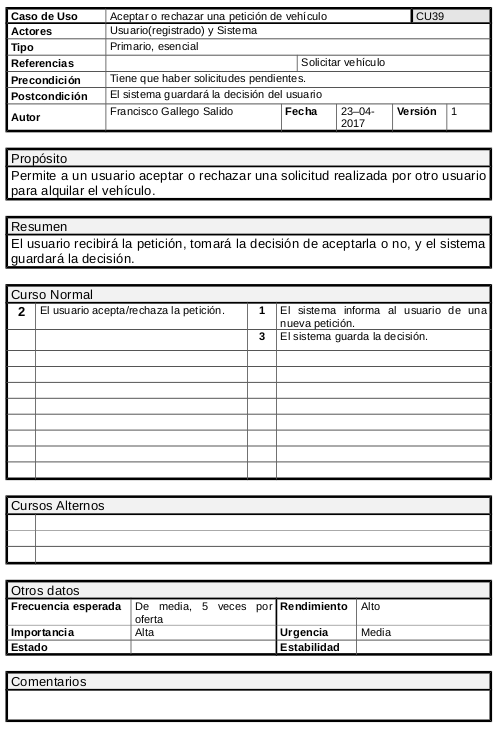 Caso de Uso Aceptar o rechazar una petición de vehículo CU39
Actores Usuario(registrado) y Sistema
Tipo Primario, esencial
Referencias Solicitar vehículo
Precondición Tiene que haber solicitudes pendientes.
Postcondición El sistema guardará la decisión del usuario
Autor Francisco Gallego Salido Fecha 23–04-
2017 Versión 1
Propósito
Permite a un usuario aceptar o rechazar una solicitud realizada por otro usuario
para alquilar el vehículo.
Resumen
El usuario recibirá la petición, tomará la decisión de aceptarla o no, y el sistema
guardará la decisión.
Curso Normal
2 El usuario acepta/rechaza la petición. 1 El sistema informa al usuario de una
nueva petición.
3 El sistema guarda la decisión.
Cursos Alternos
Otros datos
Frecuencia esperada De media, 5 veces por
oferta Rendimiento Alto
Importancia Alta Urgencia Media
Estado Estabilidad
Comentarios